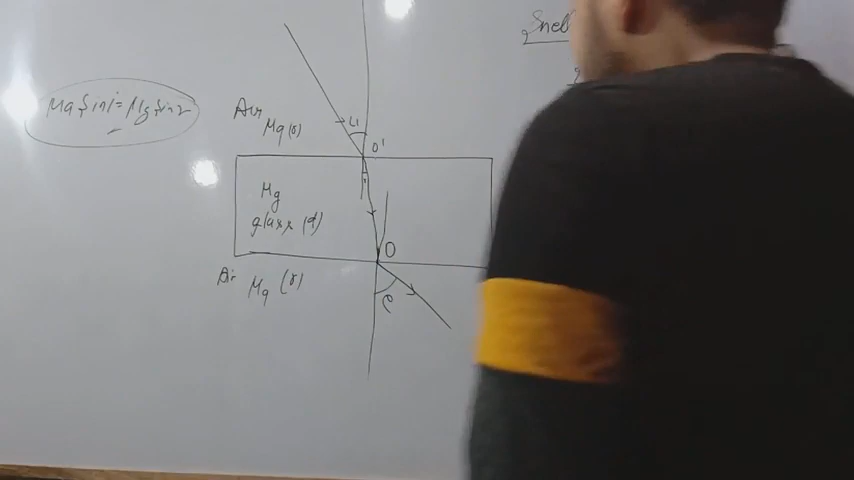 Snel
μa sin i = μg sin r
Air
μa (r)
i
O'
r
μg
glass (d)
O
Air μa (r)
e